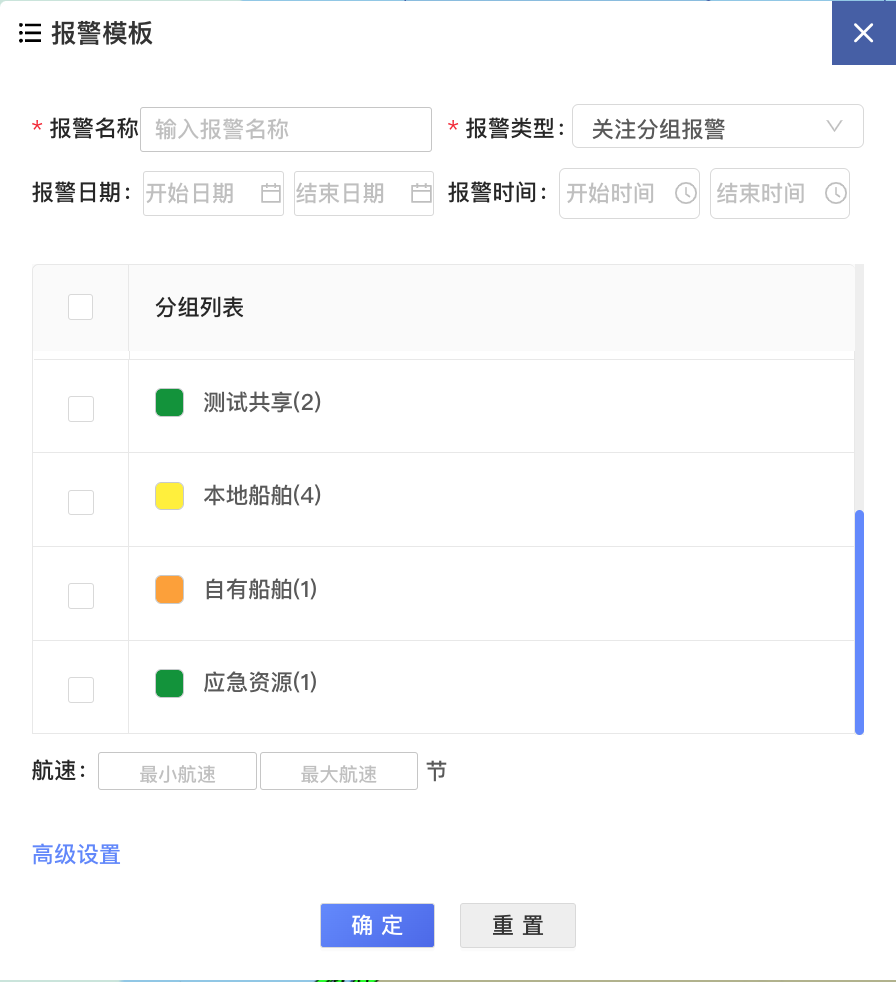 报警模板
* 报警名称 输入报警名称 * 报警类型: 关注分组报警
报警日期: 开始日期 结束日期 报警时间: 开始时间 结束时间
分组列表
测试共享(2)
本地船舶(4)
自有船舶(1)
应急资源(1)
航速: 最小航速 最大航速 节
高级设置
确 定 重 置